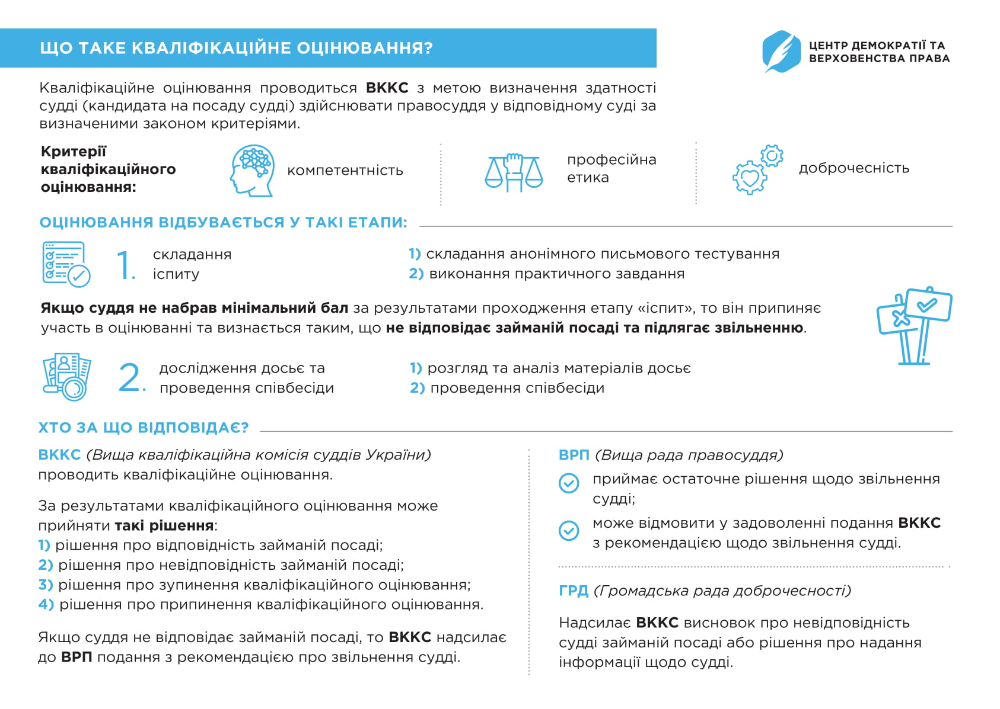 ЩО ТАКЕ КВАЛІФІКАЦІЙНЕ ОЦІНЮВАННЯ?
ЦЕНТР ДЕМОКРАТІЇ ТА
ВЕРХОВЕНСТВА ПРАВА
Кваліфікаційне оцінювання проводиться ВККС з метою визначення здатності
судді (кандидата на посаду судді) здійснювати правосуддя у відповідному суді за
визначеними законом критеріями.
Критерії
кваліфікаційного
оцінювання:
компетентність
професійна
етика
доброчесність
ОЦІНЮВАННЯ ВІДБУВАЄТЬСЯ У ТАКІ ЕТАПИ:
1. складання
іспиту
1) складання анонімного письмового тестування
2) виконання практичного завдання
Якщо суддя не набрав мінімальний бал за результатами проходження етапу «іспит», то він припиняє
участь в оцінюванні та визнається таким, що не відповідає займаній посаді та підлягає звільненню.
2. дослідження досьє та
проведення співбесіди
1) розгляд та аналіз матеріалів досьє
2) проведення співбесіди
ХТО ЗА ЩО ВІДПОВІДАЄ?
ВККС (Вища кваліфікаційна комісія суддів України)
проводить кваліфікаційне оцінювання.
За результатами кваліфікаційного оцінювання може
прийняти такі рішення:
1) рішення про відповідність займаній посаді;
2) рішення про невідповідність займаній посаді;
3) рішення про зупинення кваліфікаційного оцінювання;
4) рішення про припинення кваліфікаційного оцінювання.
Якщо суддя не відповідає займаній посаді, то ВККС надсилає
до ВРП подання з рекомендацією про звільнення судді.
ВРП (Вища рада правосуддя)
приймає остаточне рішення щодо звільнення
судді;
може відмовити у задоволенні подання ВККС
з рекомендацією щодо звільнення судді.
ГРД (Громадська рада доброчесності)
Надсилає ВККС висновок про невідповідність
судді займаній посаді або рішення про надання
інформації щодо судді.